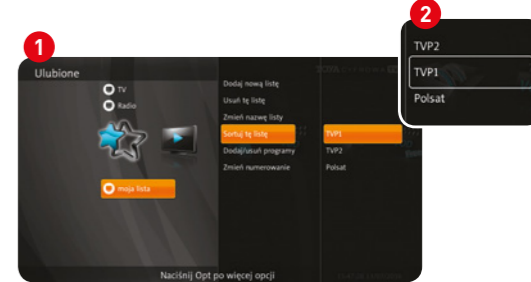 1
Ulubione
TV
Radio
moja lista
Dodaj nową listę
Usuń tę listę
Zmień nazwę listy
Sortuj tę listę
Dodaj/usuń programy
Zmień numerowanie
TVP1
TVP2
Polsat
Naciśnij Opt po więcej opcji
2
TVP2
TVP1
Polsat